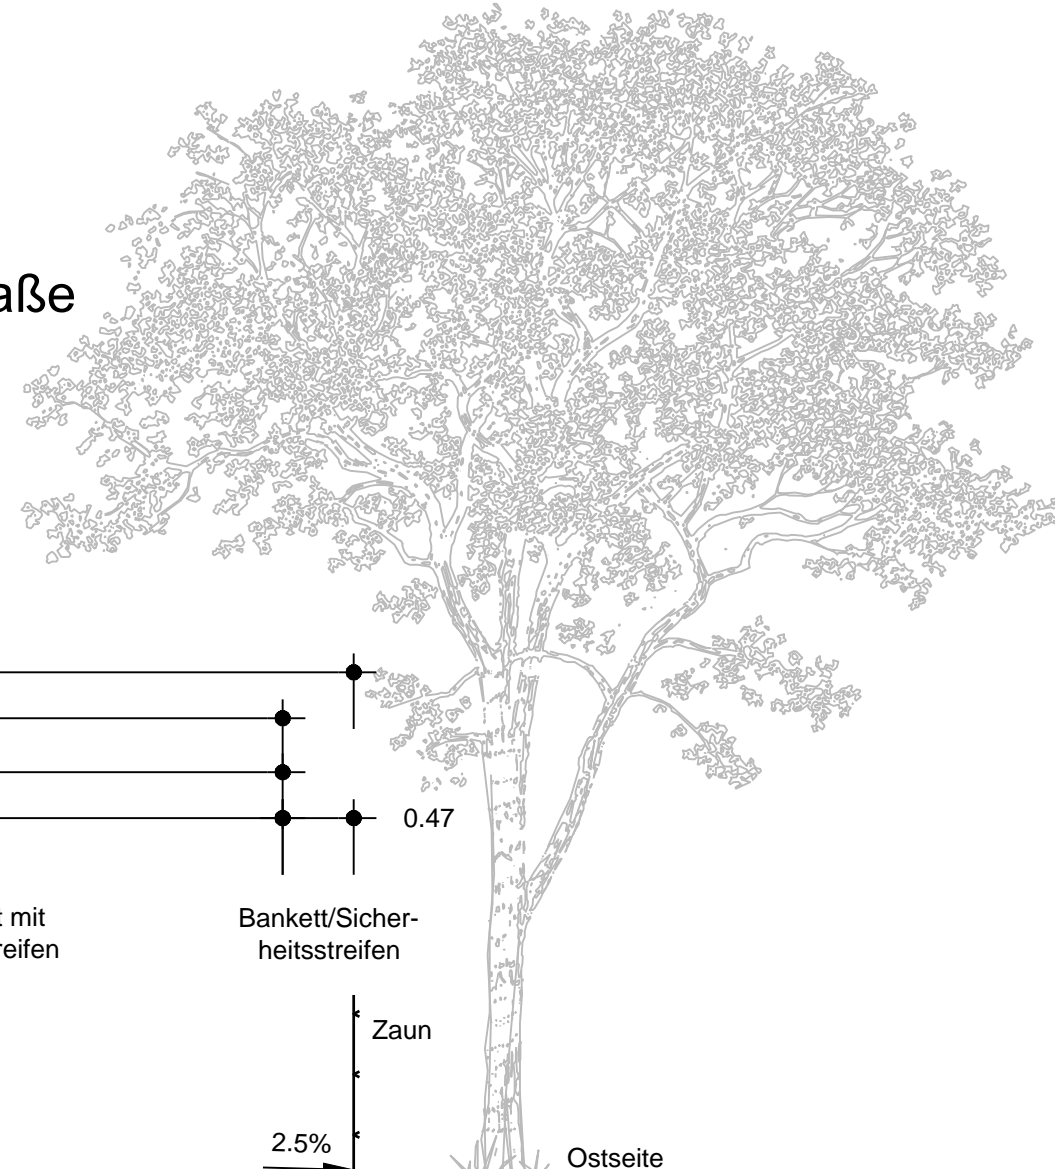 aße
0.47
t mit
reifen
Bankett/Sicher-
heitsstreifen
Zaun
2.5%
Ostseite